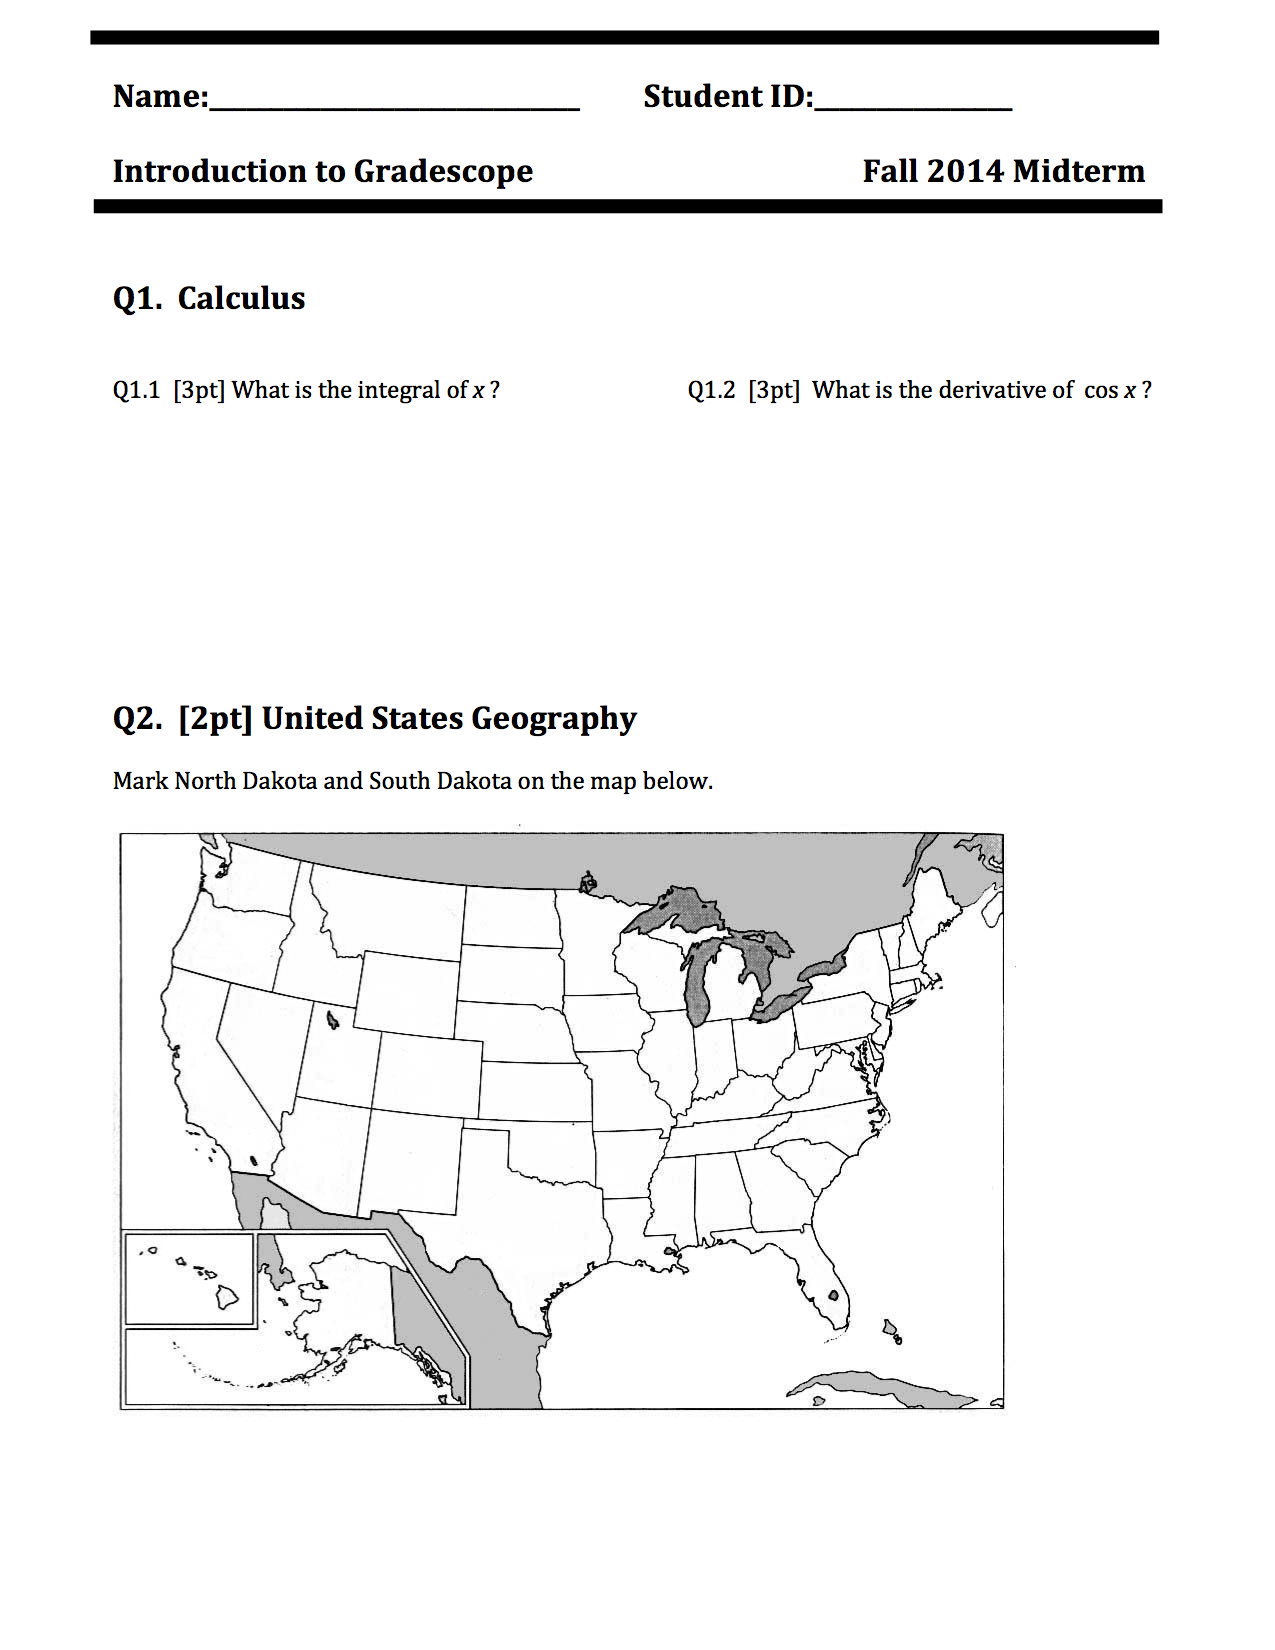 Name:______________________________ Student ID:________________
Introduction to Gradescope Fall 2014 Midterm
Q1. Calculus
Q1.1 [3pt] What is the integral of x ? Q1.2 [3pt] What is the derivative of cos x ?
Q2. [2pt] United States Geography
Mark North Dakota and South Dakota on the map below.